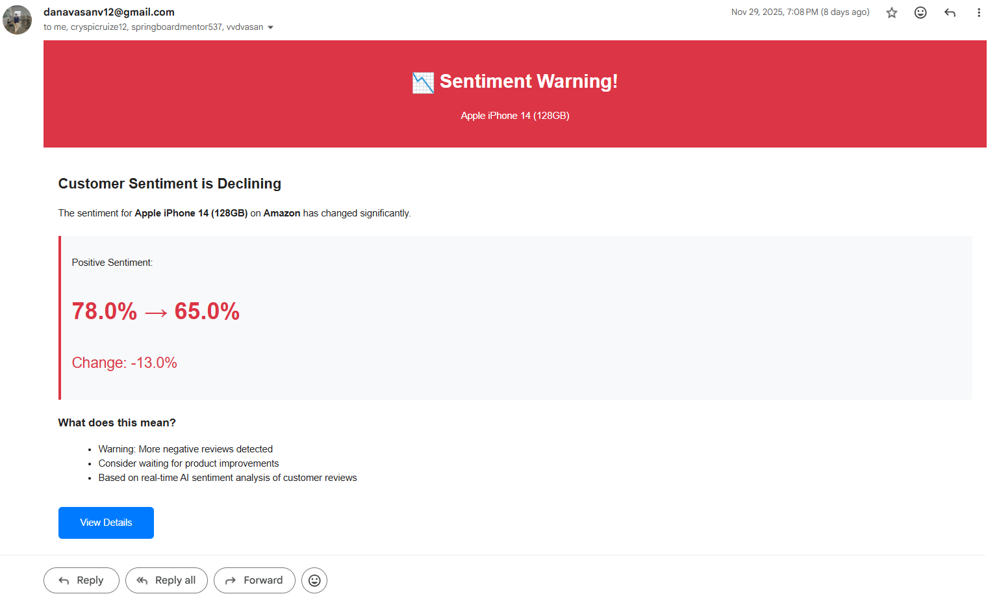 danavasanv12@gmail.com
Nov 29, 2025, 7:08 PM (8 days ago)
to me, cryspicruize12, springboardmentor537, vvdvasan
Sentiment Warning!
Apple iPhone 14 (128GB)
Customer Sentiment is Declining
The sentiment for Apple iPhone 14 (128GB) on Amazon has changed significantly.
Positive Sentiment:
78.0% → 65.0%
Change: -13.0%
What does this mean?
• Warning: More negative reviews detected
• Consider waiting for product improvements
• Based on real-time AI sentiment analysis of customer reviews
View Details
Reply
Reply all
Forward